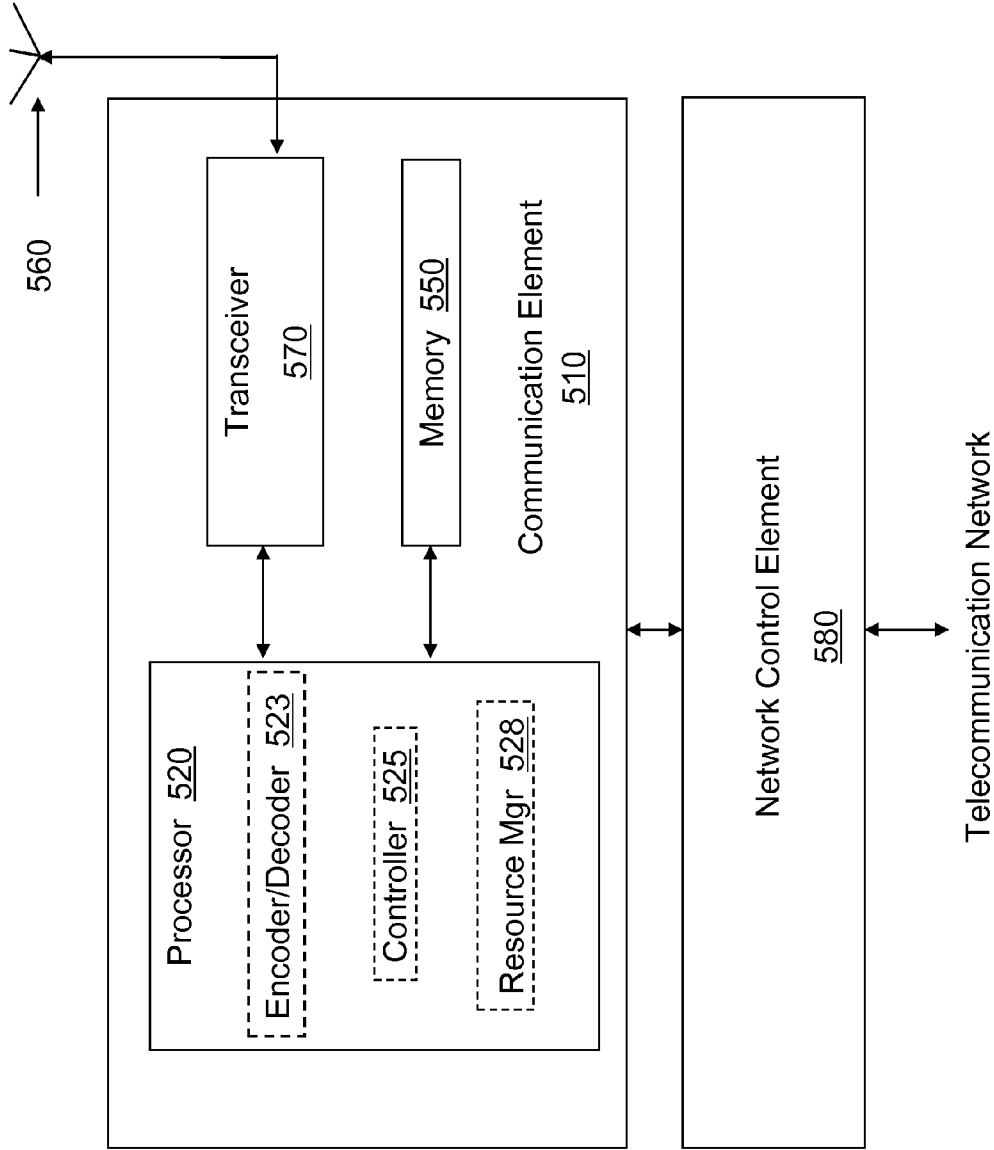 560
Processor 520
Encoder/Decoder 523
Controller 525
Resource Mgr 528
Transceiver
570
Memory 550
Communication Element
510
Network Control Element
580
Telecommunication Network